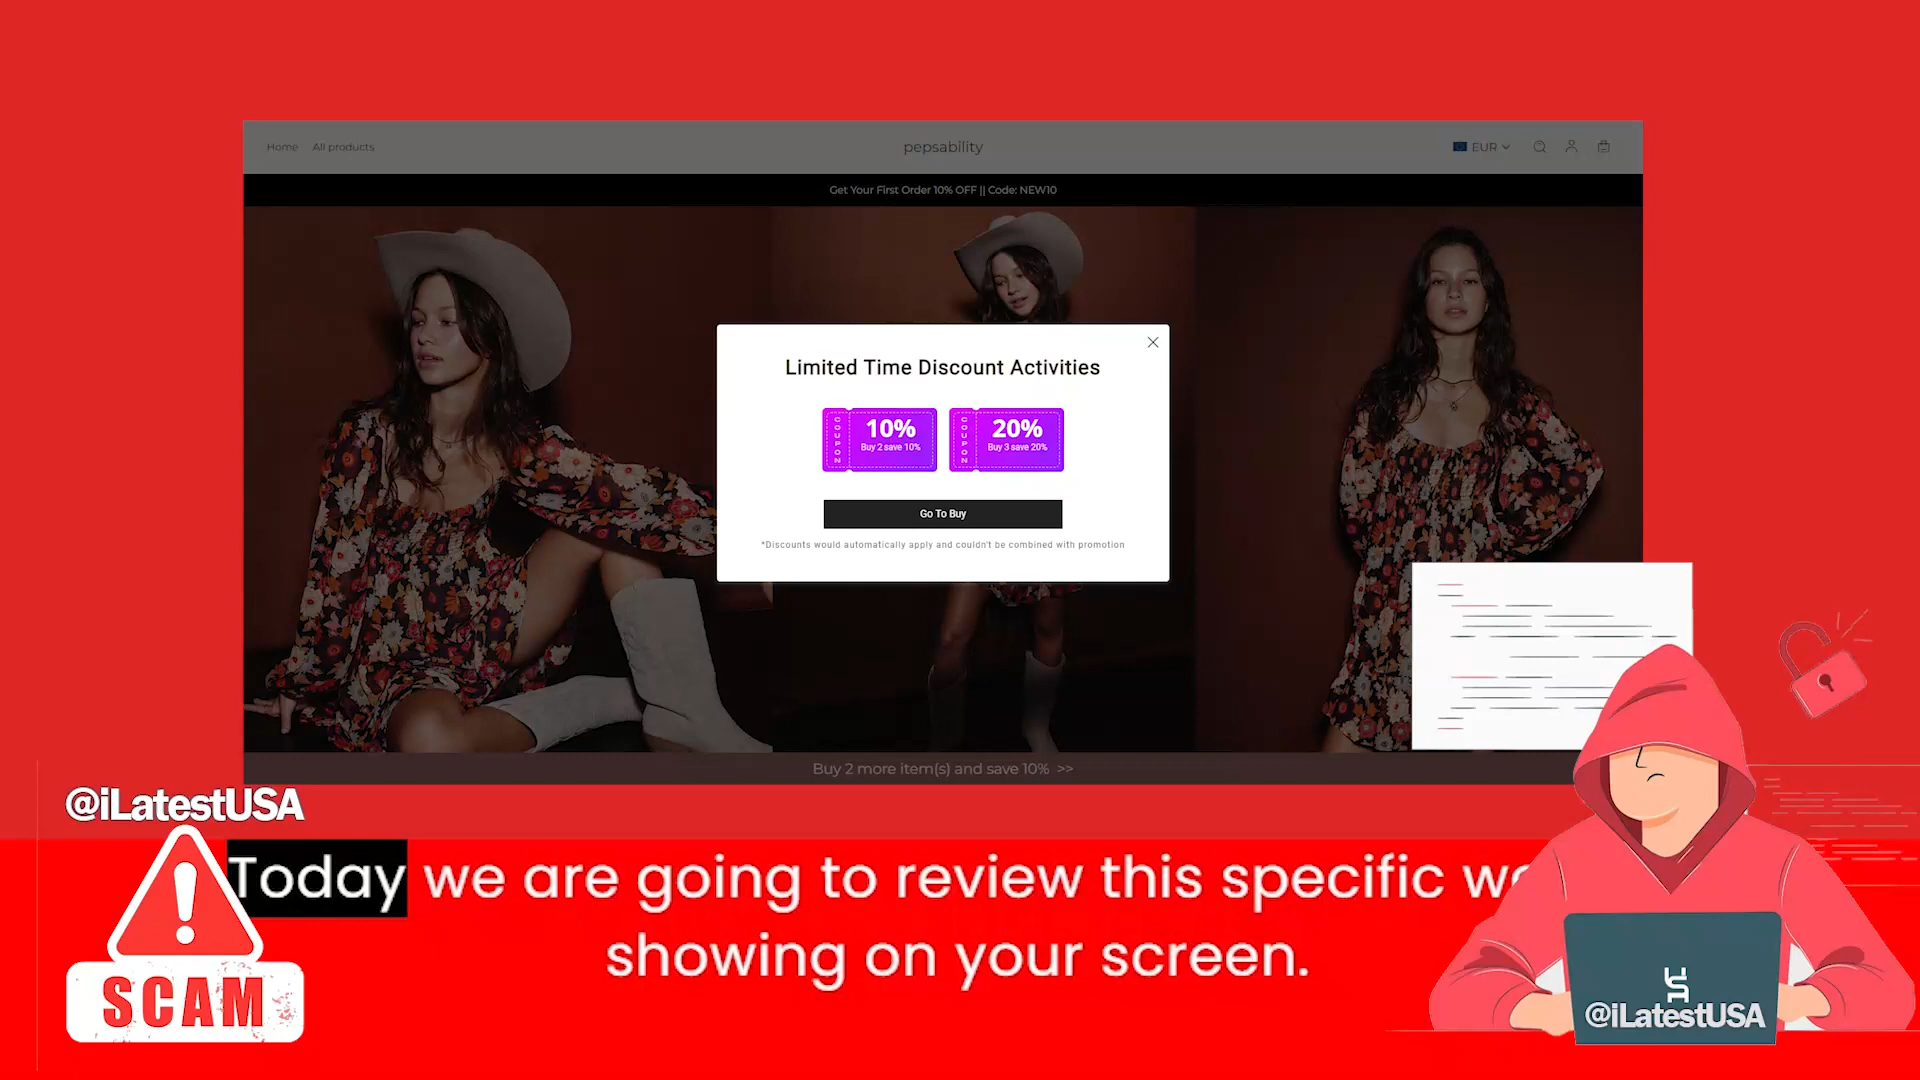 Home All products pepsability EUR
Get Your First Order 10% OFF || Code: NEW10
Limited Time Discount Activities
COUPON 10% Buy 2 save 10%
COUPON 20% Buy 3 save 20%
Go To Buy
*Discounts would automatically apply and couldn't be combined with promotion
Buy 2 more item(s) and save 10% >>
@iLatestUSA
Today we are going to review this specific
showing on your screen.
SCAM
@iLatestUSA